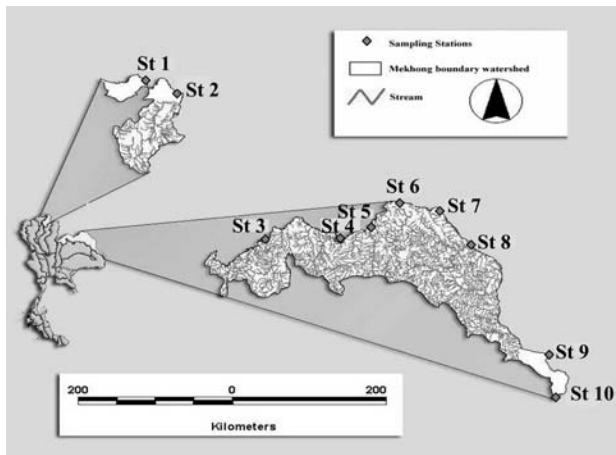 St 1
St 2
Sampling Stations
Mekhong boundary watershed
Stream
St 6
St 7
St 5
St 3
St 4
St 8
St 9
St 10
200 0 200
Kilometers